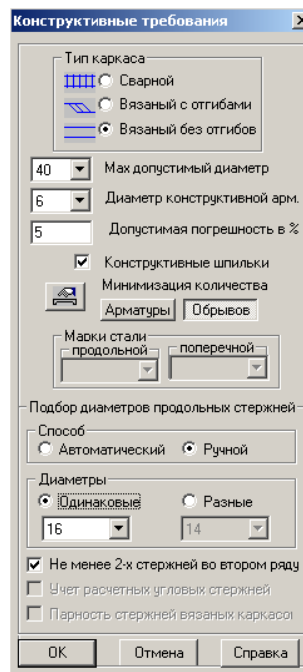 Конструктивные требования
Тип каркаса
Сварной
Вязаный с отгибами
Вязаный без отгибов
40 Max допустимый диаметр
6 Диаметр конструктивной арм.
5 Допустимая погрешность в %
Конструктивные шпильки
Минимизация количества
Арматуры Обрывов
Марки стали
продольной поперечной
Подбор диаметров продольных стержней
Способ
Автоматический Ручной
Диаметры
Одинаковые Разные
16 14
Не менее 2-х стержней во втором ряду
Учет расчетных угловых стержней
Парность стержней вязаных каркасо
OK Отмена Справка